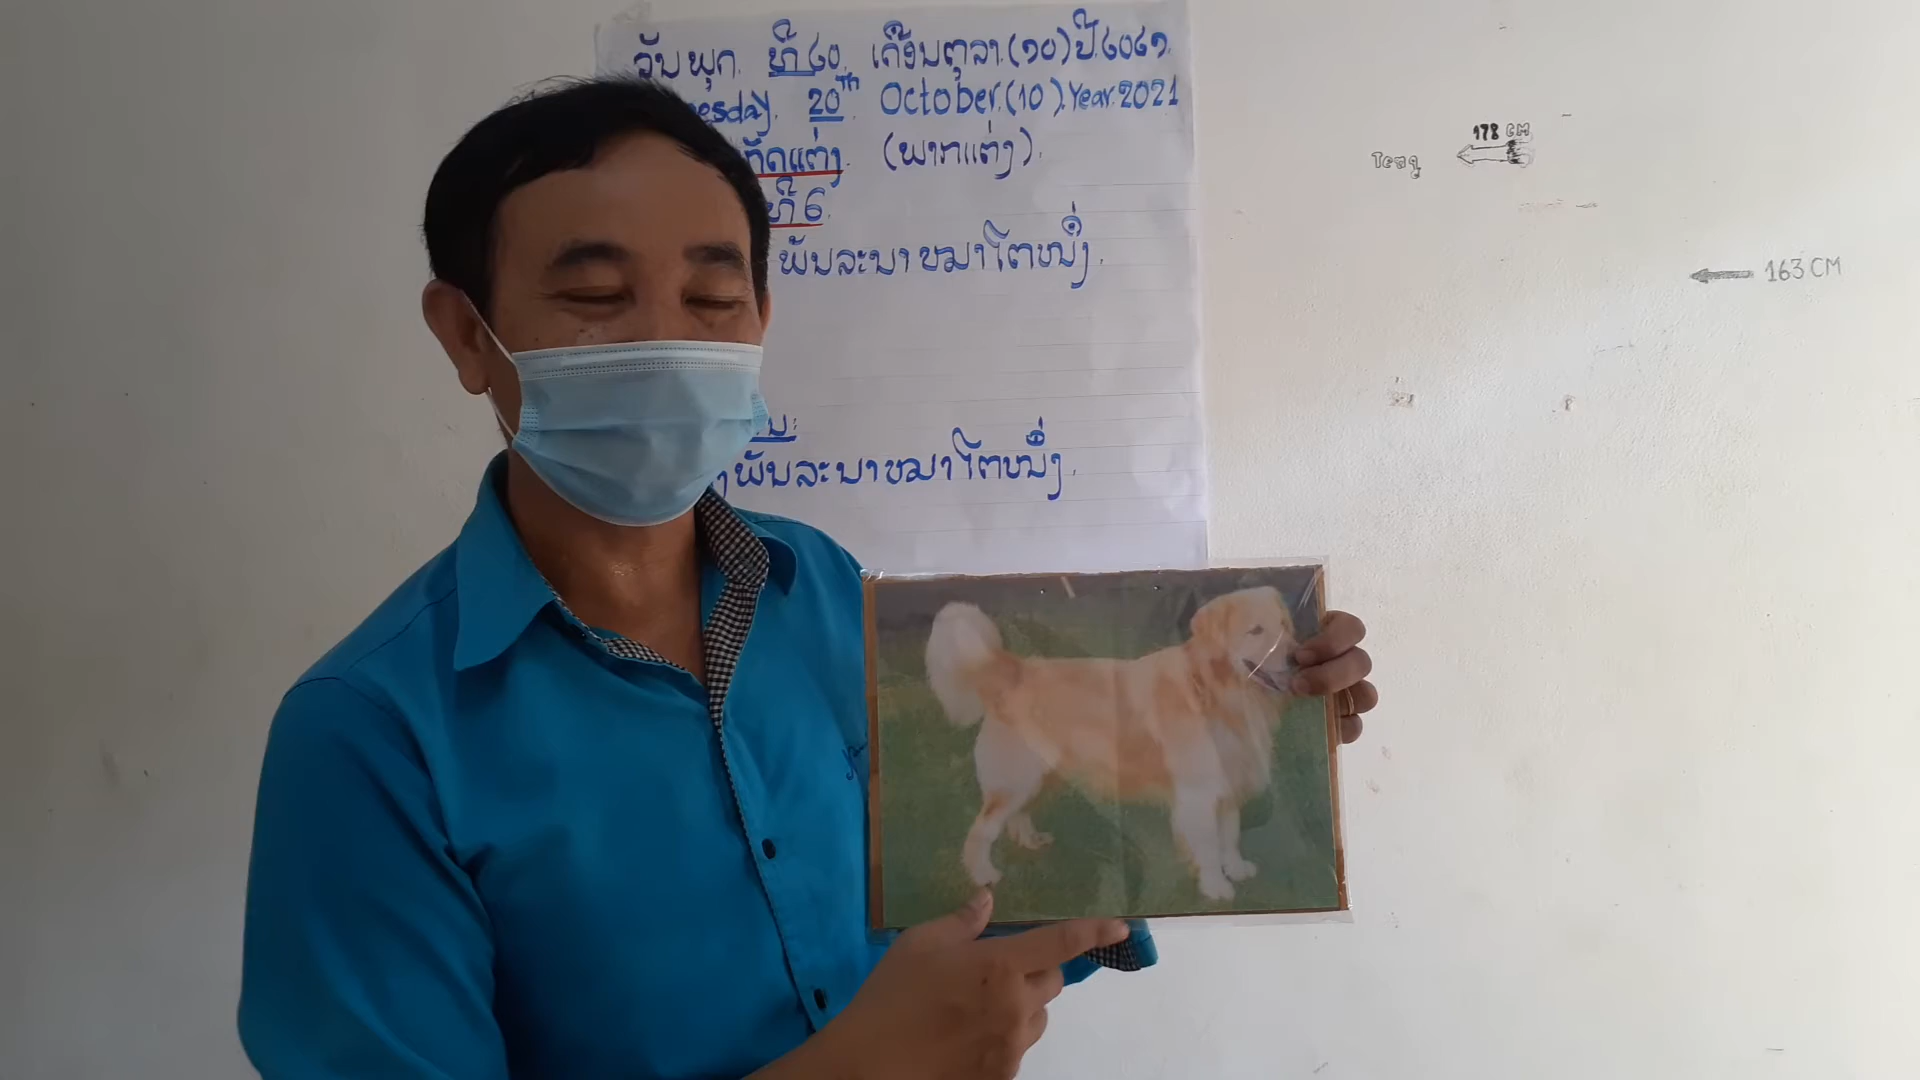 ວັນພຸດ. ທີ ໒໐. ເດືອນຕຸລາ.(໑໐)ປີ.໒໐໒໑.
nesday. 20TH October.(10).Year.2021
ຄັດແຕ່ງ. (ພາກແຕ່ງ).
ທີ 6.
ພັນລະນາໝາໂຕໜຶ່ງ.
ພັນລະນາໝາໂຕໜຶ່ງ.
178 CM
Teng
163 CM